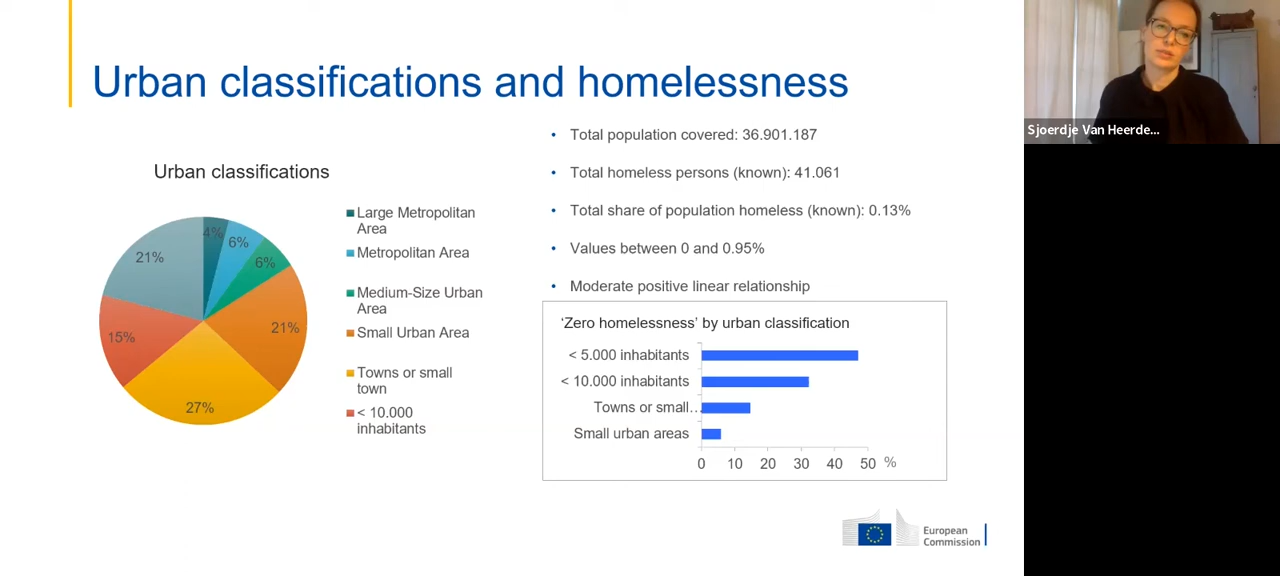 Urban classifications and homelessness
Sjoerdje Van Heerde...
Urban classifications
4%
6%
6%
21%
27%
15%
21%
Large Metropolitan
Area
Metropolitan Area
Medium-Size Urban
Area
Small Urban Area
Towns or small
town
< 10.000
inhabitants
• Total population covered: 36.901.187
• Total homeless persons (known): 41.061
• Total share of population homeless (known): 0.13%
• Values between 0 and 0.95%
• Moderate positive linear relationship
‘Zero homelessness’ by urban classification
< 5.000 inhabitants
< 10.000 inhabitants
Towns or small...
Small urban areas
0 10 20 30 40 50 %
European
Commission